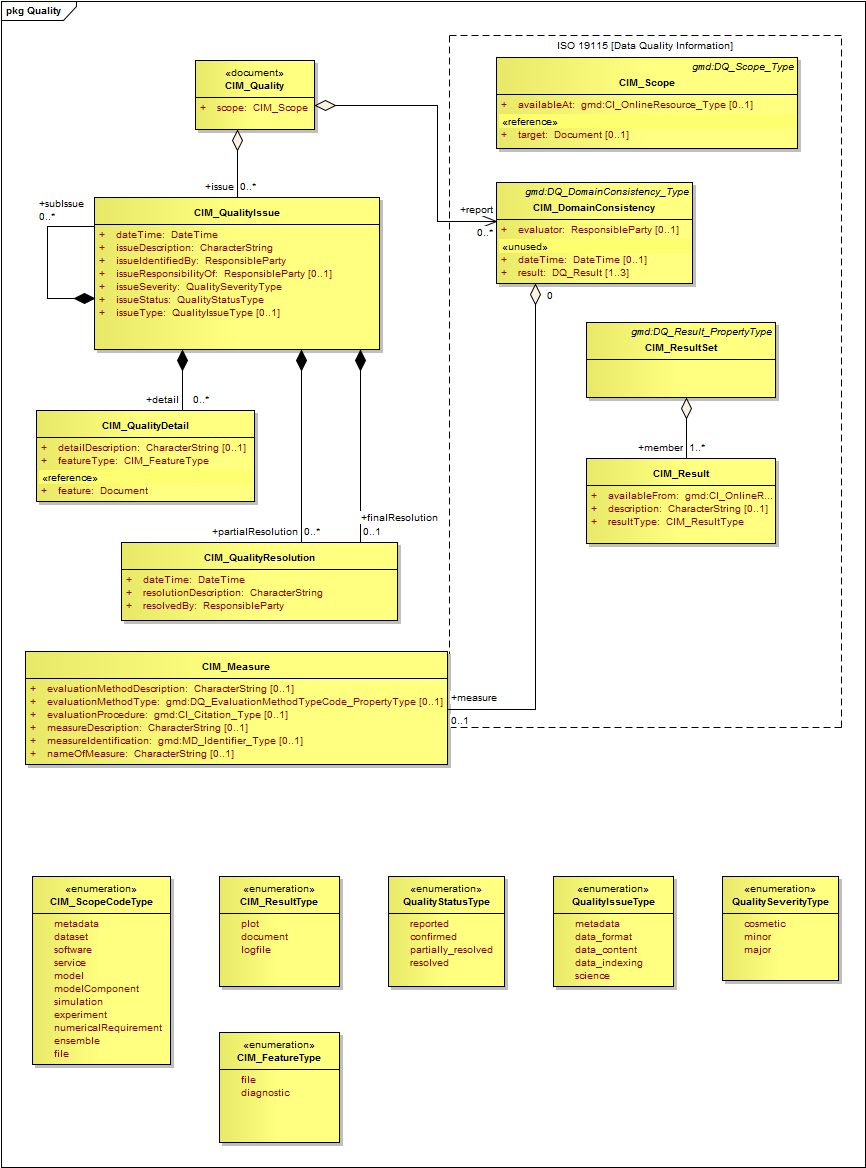 pkg Quality
ISO 19115 [Data Quality Information]
«document»
CIM_Quality
+ scope: CIM_Scope
gmd:DQ_Scope_Type
CIM_Scope
+ availableAt: gmd:CI_OnlineResource_Type [0..1]
«reference»
+ target: Document [0..1]
+issue 0..*
+subIssue
0..*
CIM_QualityIssue
+ dateTime: DateTime
+ issueDescription: CharacterString
+ issueIdentifiedBy: ResponsibleParty
+ issueResponsibilityOf: ResponsibleParty [0..1]
+ issueSeverity: QualitySeverityType
+ issueStatus: QualityStatusType
+ issueType: QualityIssueType [0..1]
+report
0..*
gmd:DQ_DomainConsistency_Type
CIM_DomainConsistency
+ evaluator: ResponsibleParty [0..1]
«unused»
+ dateTime: DateTime [0..1]
+ result: DQ_Result [1..3]
0
gmd:DQ_Result_PropertyType
CIM_ResultSet
+member 1..*
CIM_Result
+ availableFrom: gmd:CI_OnlineR...
+ description: CharacterString [0..1]
+ resultType: CIM_ResultType
+detail 0..*
CIM_QualityDetail
+ detailDescription: CharacterString [0..1]
+ featureType: CIM_FeatureType
«reference»
+ feature: Document
+partialResolution 0..*
+finalResolution
0..1
CIM_QualityResolution
+ dateTime: DateTime
+ resolutionDescription: CharacterString
+ resolvedBy: ResponsibleParty
CIM_Measure
+ evaluationMethodDescription: CharacterString [0..1]
+ evaluationMethodType: gmd:DQ_EvaluationMethodTypeCode_PropertyType [0..1]
+ evaluationProcedure: gmd:CI_Citation_Type [0..1]
+ measureDescription: CharacterString [0..1]
+ measureIdentification: gmd:MD_Identifier_Type [0..1]
+ nameOfMeasure: CharacterString [0..1]
+measure
0..1
«enumeration»
CIM_ScopeCodeType
metadata
dataset
software
service
model
modelComponent
simulation
experiment
numericalRequirement
ensemble
file
«enumeration»
CIM_ResultType
plot
document
logfile
«enumeration»
QualityStatusType
reported
confirmed
partially_resolved
resolved
«enumeration»
QualityIssueType
metadata
data_format
data_content
data_indexing
science
«enumeration»
QualitySeverityType
cosmetic
minor
major
«enumeration»
CIM_FeatureType
file
diagnostic